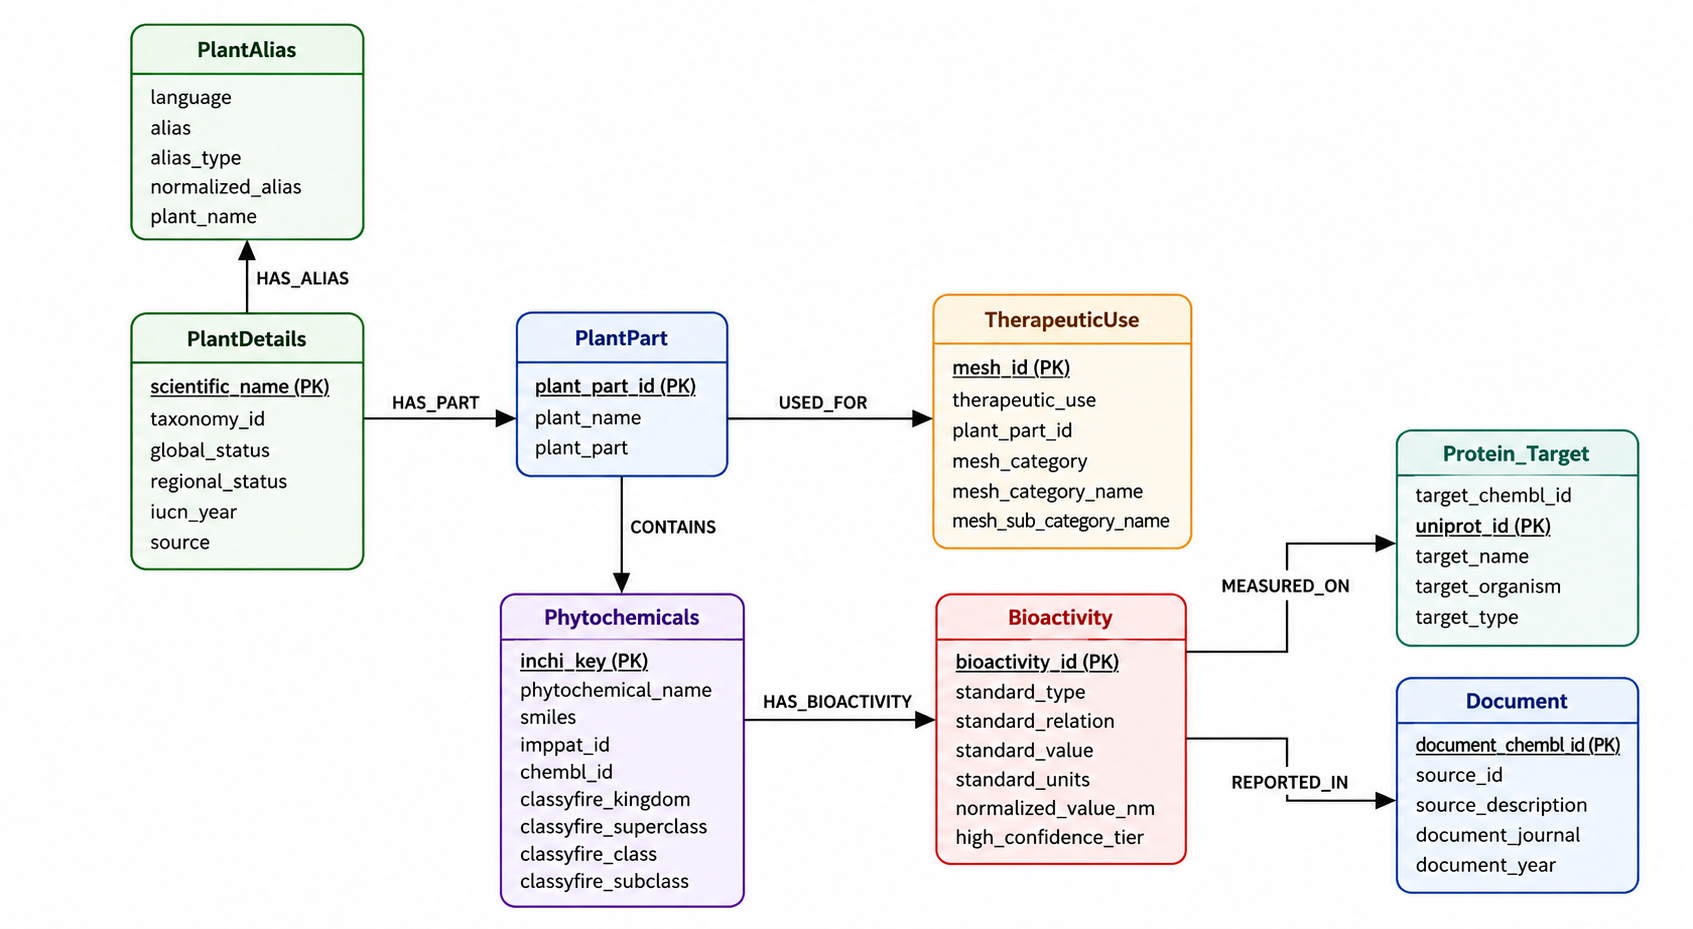 PlantAlias
language
alias
alias_type
normalized_alias
plant_name
HAS_ALIAS
PlantDetails
scientific_name (PK)
taxonomy_id
global_status
regional_status
iucn_year
source
HAS_PART
PlantPart
plant_part_id (PK)
plant_name
plant_part
USED_FOR
TherapeuticUse
mesh_id (PK)
therapeutic_use
plant_part_id
mesh_category
mesh_category_name
mesh_sub_category_name
CONTAINS
Phytochemicals
inchi_key (PK)
phytochemical_name
smiles
imppat_id
chembl_id
classyfire_kingdom
classyfire_superclass
classyfire_class
classyfire_subclass
HAS_BIOACTIVITY
Bioactivity
bioactivity_id (PK)
standard_type
standard_relation
standard_value
standard_units
normalized_value_nm
high_confidence_tier
MEASURED_ON
Protein_Target
target_chembl_id
uniprot_id (PK)
target_name
target_organism
target_type
REPORTED_IN
Document
document_chembl_id (PK)
source_id
source_description
document_journal
document_year